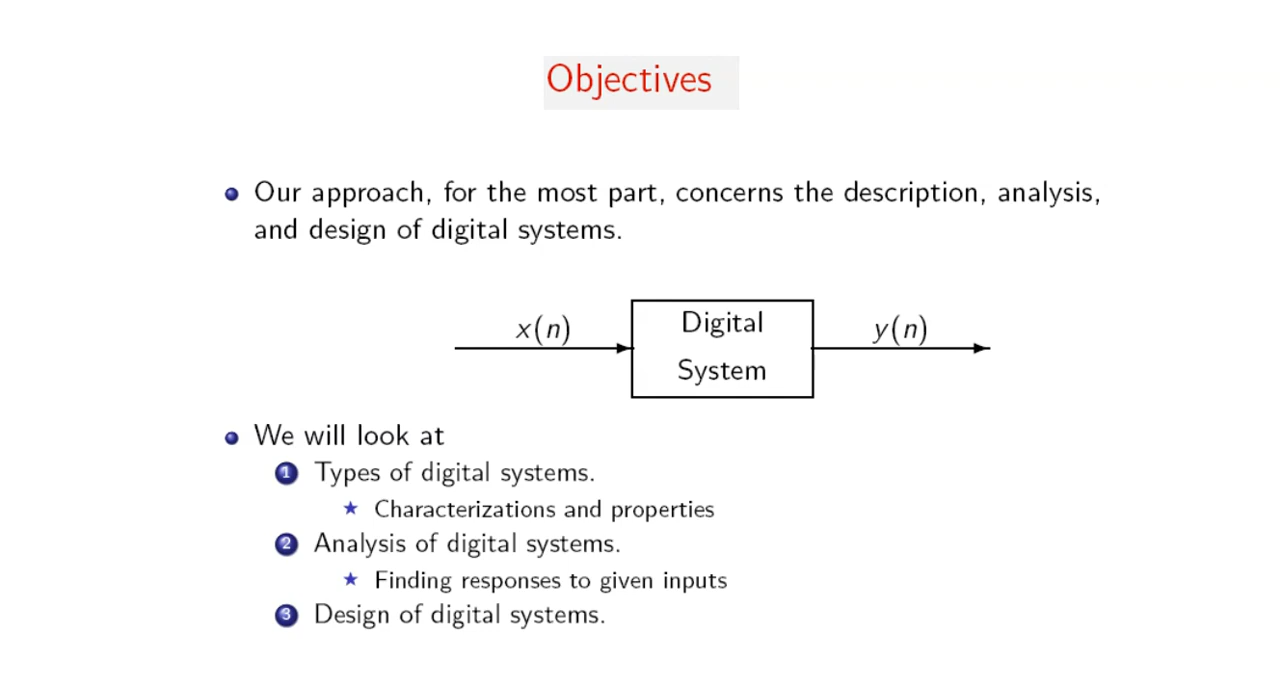 Objectives
Our approach, for the most part, concerns the description, analysis,
and design of digital systems.
x(n)
Digital
System
y(n)
We will look at
1 Types of digital systems.
★ Characterizations and properties
2 Analysis of digital systems.
★ Finding responses to given inputs
3 Design of digital systems.